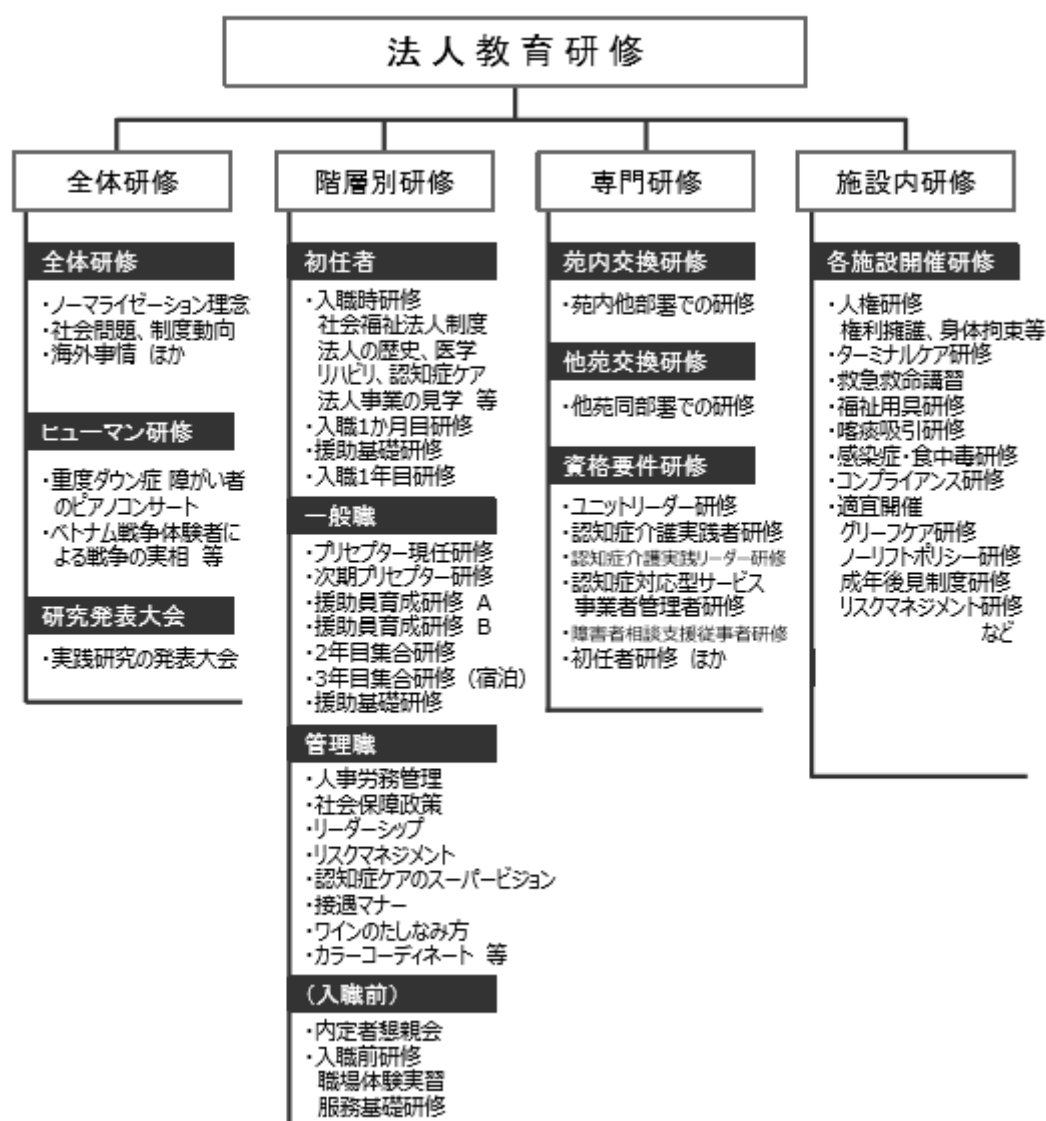 法人教育研修
全体研修
全体研修
・ノーマライゼーション理念
・社会問題、制度動向
・海外事情 ほか
ヒューマン研修
・重度ダウン症 障がい者
のピアノコンサート
・ベトナム戦争体験者に
よる戦争の実相 等
研究発表大会
・実践研究の発表大会
階層別研修
初任者
・入職時研修
社会福祉法人制度
法人の歴史、医学
リハビリ、認知症ケア
法人事業の見学 等
・入職1か月目研修
・援助基礎研修
・入職1年目研修
一般職
・プリセプター現任研修
・次期プリセプター研修
・援助員育成研修 A
・援助員育成研修 B
・2年目集合研修
・3年目集合研修（宿泊）
・援助基礎研修
管理職
・人事労務管理
・社会保障政策
・リーダーシップ
・リスクマネジメント
・認知症ケアのスーパービジョン
・接遇マナー
・ワインのたしなみ方
・カラーコーディネート 等
（入職前）
・内定者懇親会
・入職前研修
職場体験実習
服務基礎研修
専門研修
苑内交換研修
・苑内他部署での研修
他苑交換研修
・他苑同部署での研修
資格要件研修
・ユニットリーダー研修
・認知症介護実践者研修
・認知症介護実践リーダー研修
・認知症対応型サービス
事業者管理者研修
・障害者相談支援従事者研修
・初任者研修 ほか
施設内研修
各施設開催研修
・人権研修
権利擁護、身体拘束等
・ターミナルケア研修
・救急救命講習
・福祉用具研修
・喀痰吸引研修
・感染症・食中毒研修
・コンプライアンス研修
・適宜開催
グリーフケア研修
ノーリフトポリシー研修
成年後見制度研修
リスクマネジメント研修
など